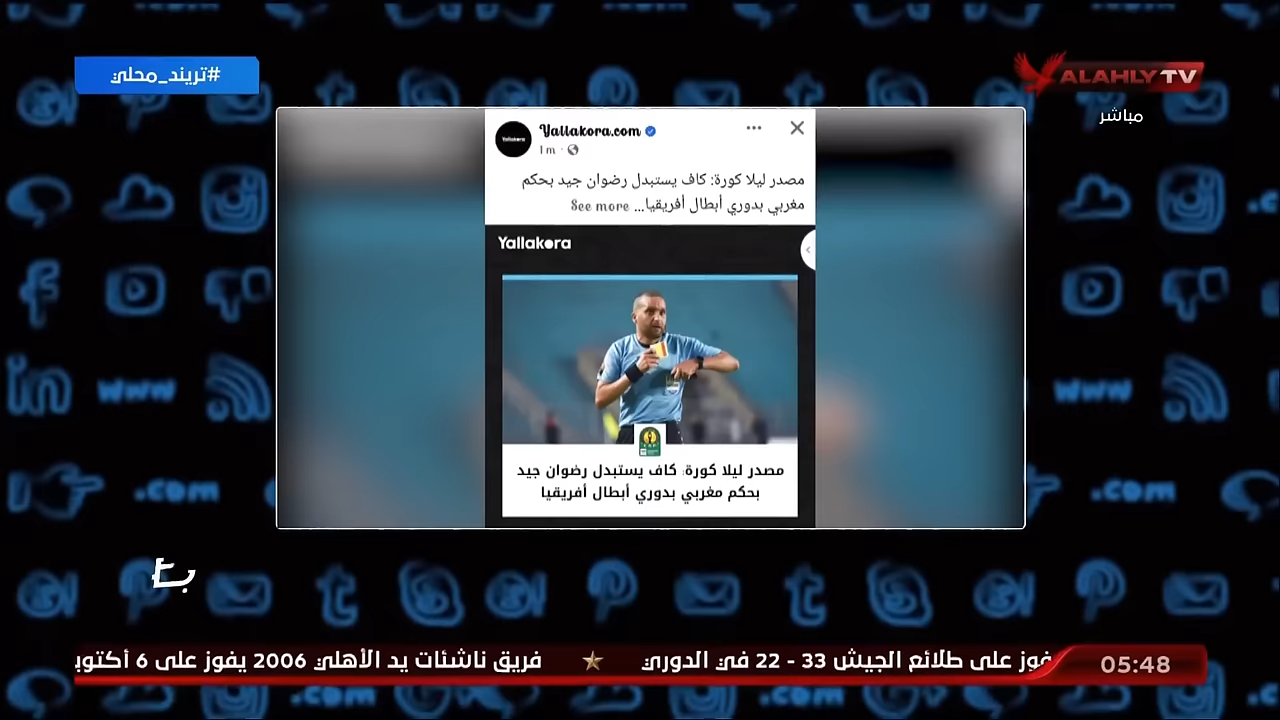 #تريند_محلي
ALAHLY TV
مباشر
Yallakora.com
1m
مصدر ليلا كورة: كاف يستبدل رضوان جيد بحكم
مغربي بدوري أبطال أفريقيا... See more
Yallakora
مصدر ليلا كورة: كاف يستبدل رضوان جيد
بحكم مغربي بدوري أبطال أفريقيا
فوز على طلائع الجيش 33 - 22 في الدوري ★ فريق ناشئات يد الأهلي 2006 يفوز على 6 أكتوب
05:48